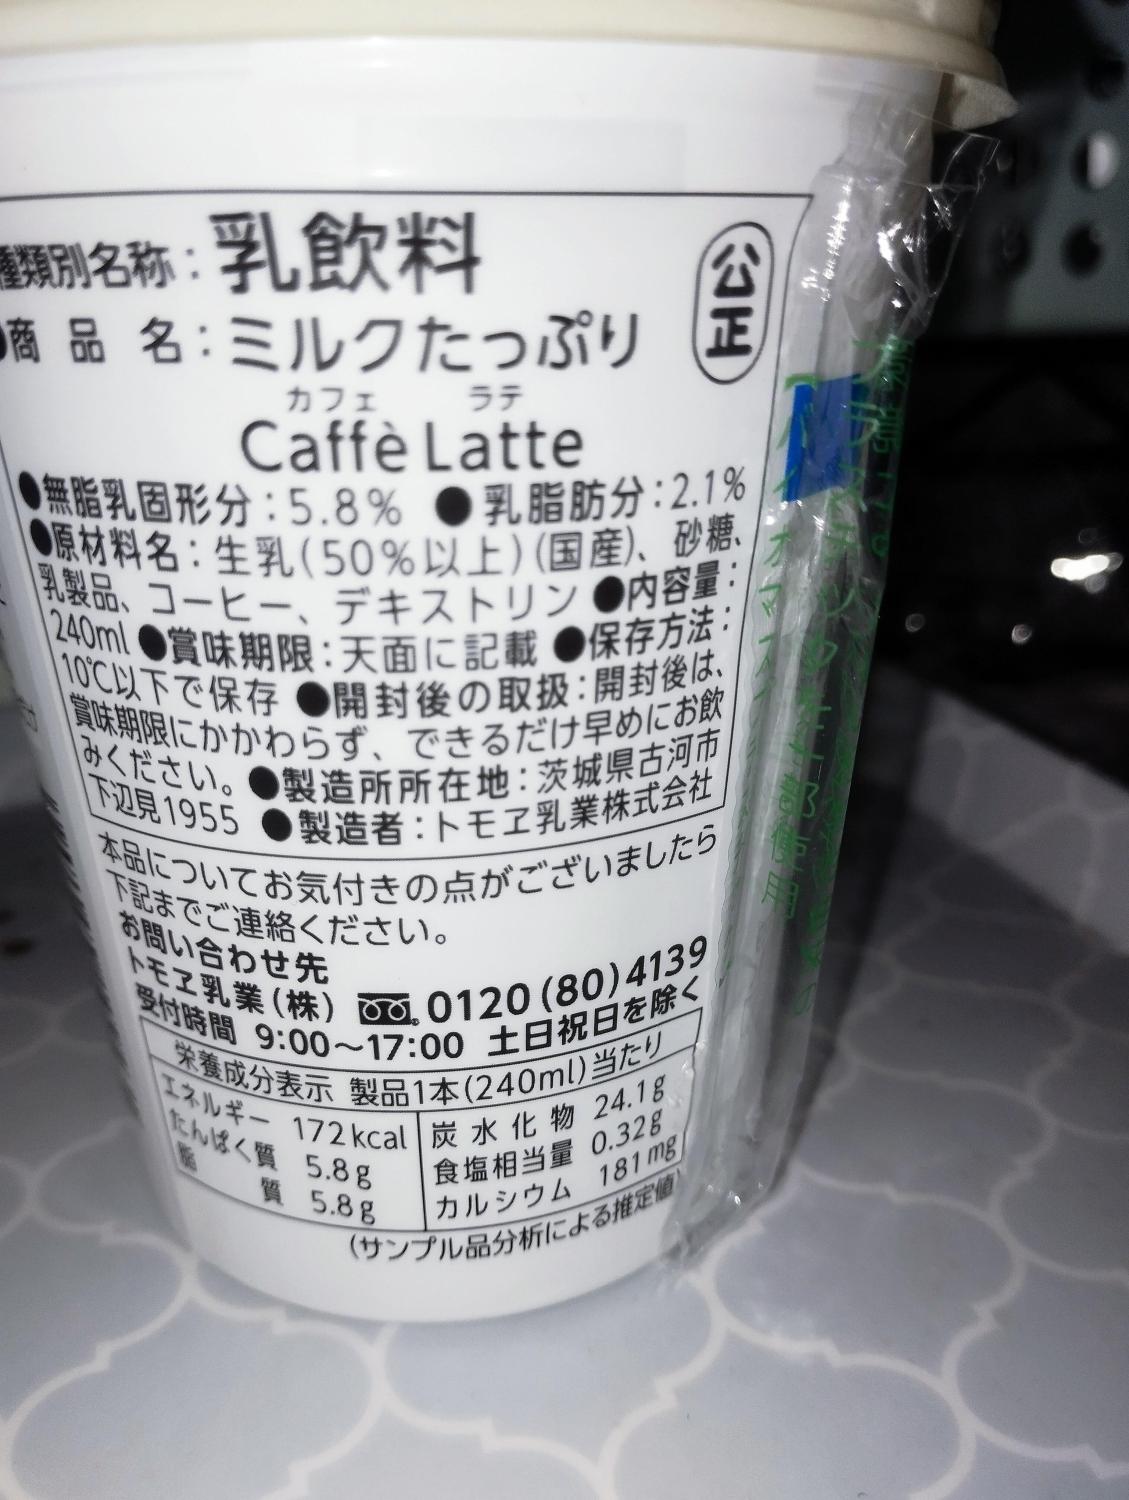 種類別名称：乳飲料
公正
●商品名：ミルクたっぷり
カフェ ラテ
Caffè Latte
●無脂乳固形分：5.8% ●乳脂肪分：2.1%
●原材料名：生乳(50%以上)(国産)、砂糖、
乳製品、コーヒー、デキストリン ●内容量：
240ml ●賞味期限：天面に記載 ●保存方法：
10℃以下で保存 ●開封後の取扱：開封後は、
賞味期限にかかわらず、できるだけ早めにお飲
みください。 ●製造所所在地：茨城県古河市
下辺見1955 ●製造者：トモヱ乳業株式会社
本品についてお気付きの点がございましたら
下記までご連絡ください。
お問い合わせ先
トモヱ乳業(株) 0120(80)4139
受付時間 9:00～17:00 土日祝日を除く
栄養成分表示 製品1本(240ml)当たり
エネルギー 172kcal 炭水化物 24.1g
たんぱく質 5.8g 食塩相当量 0.32g
脂質 5.8g カルシウム 181mg
(サンプル品分析による推定値)